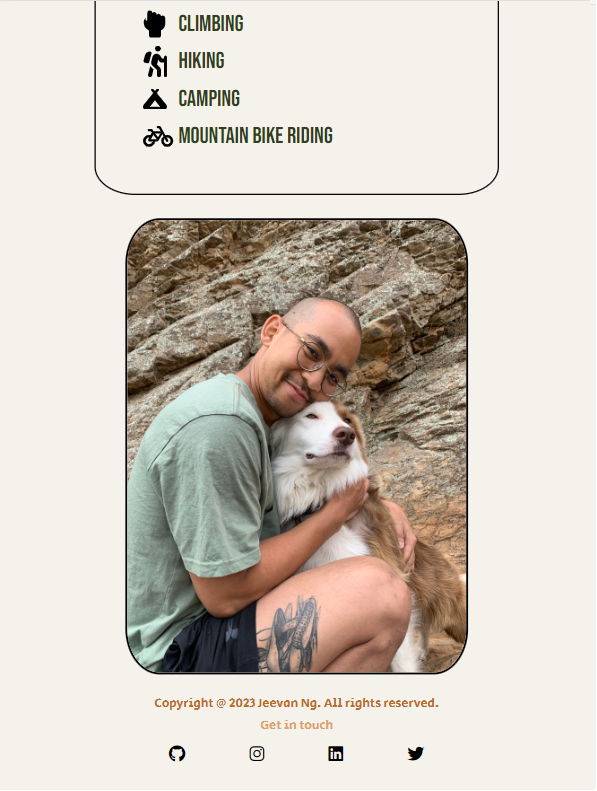 CLIMBING
HIKING
CAMPING
MOUNTAIN BIKE RIDING
Copyright @ 2023 Jeevan Ng. All rights reserved.
Get in touch